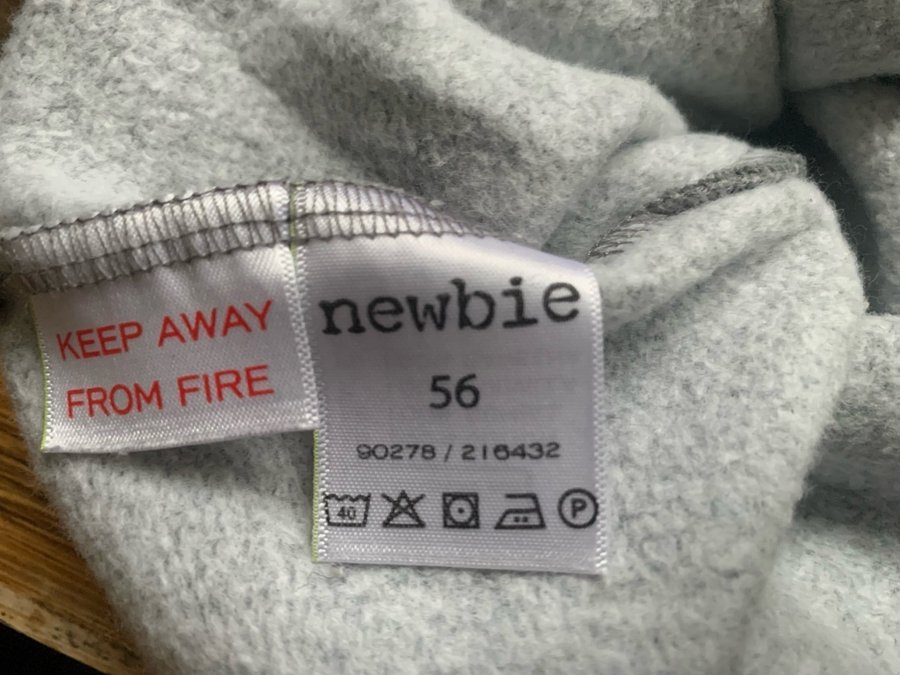 KEEP AWAY
FROM FIRE
newbie
56
90278 / 216432
40
P